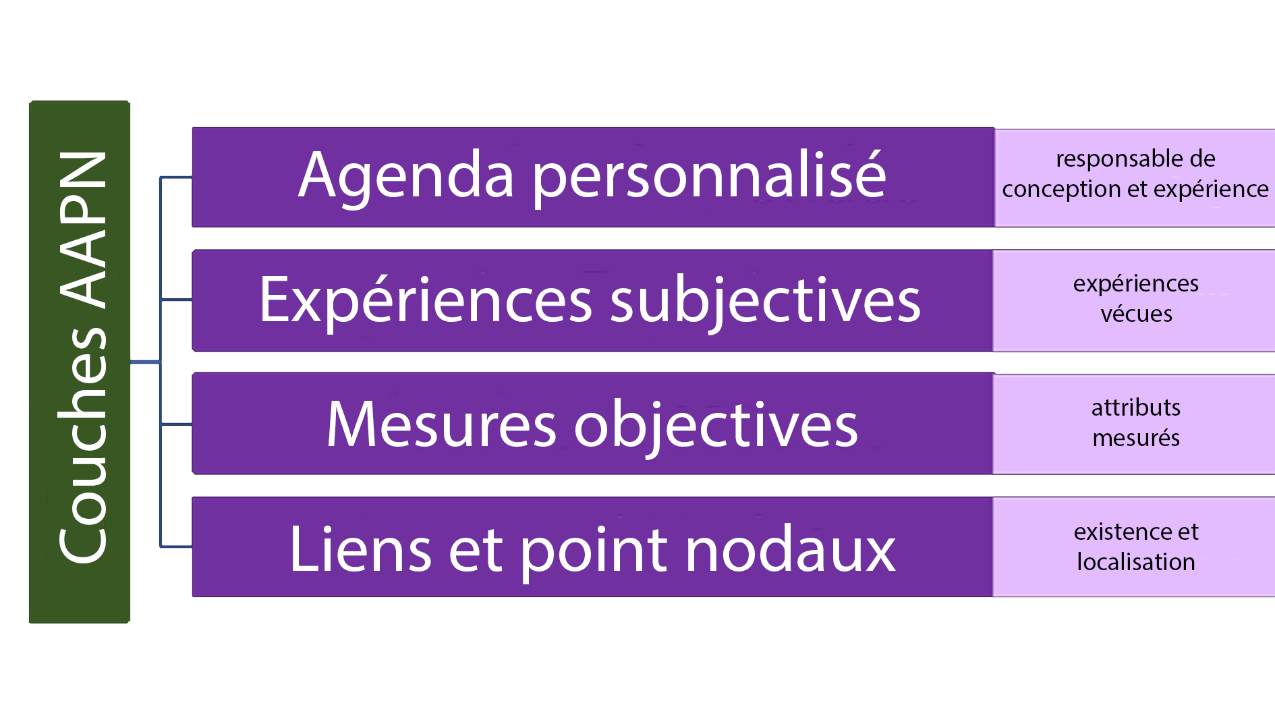 Couches AAPN
Agenda personnalisé
responsable de
conception et expérience
Expériences subjectives
expériences
vécues
Mesures objectives
attributs
mesurés
Liens et point nodaux
existence et
localisation